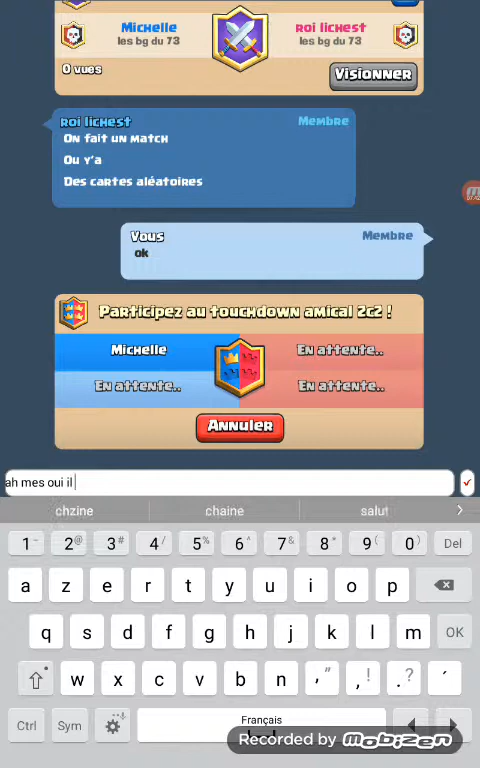 Michelle
roi lichest
les bg du 73
les bg du 73
0 vues
Visionner
roi lichest
Membre
On fait un match
Ou y'a
Des cartes aléatoires
Vous
Membre
ok
Participez au touchdown amical 2c2 !
Michelle
En attente..
En attente..
En attente..
Annuler
ah mes oui il
chzine
chaine
salut
1 2 @ 3 # 4 / 5 % 6 ^ 7 & 8 * 9 ( 0 ) Del
a z e r t y u i o p
q s d f g h j k l m OK
w x c v b n , " , ! . ? ´
Ctrl Sym Français
Recorded by mobizen